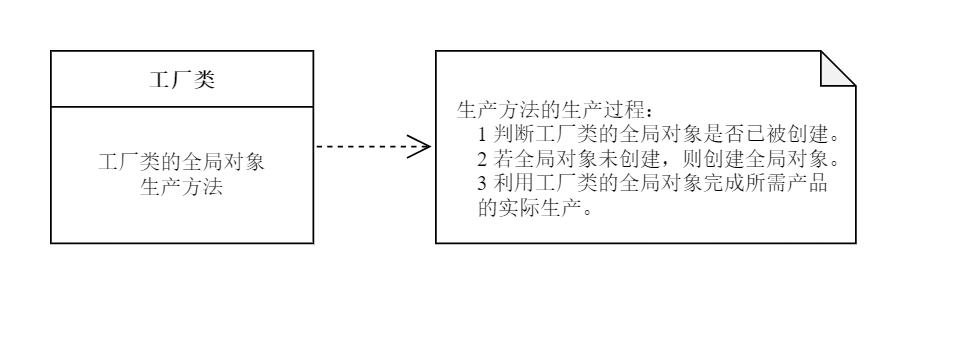 工厂类
工厂类的全局对象
生产方法
生产方法的生产过程：
1 判断工厂类的全局对象是否已被创建。
2 若全局对象未创建，则创建全局对象。
3 利用工厂类的全局对象完成所需产品
的实际生产。